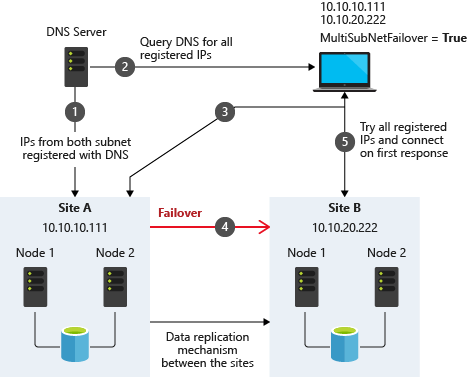 10.10.10.111
10.10.20.222
MultiSubNetFailover = True
DNS Server
Query DNS for all
registered IPs
2
1
3
5
IPs from both subnet
registered with DNS
Try all registered
IPs and connect
on first response
Site A
10.10.10.111
Failover
4
Site B
10.10.20.222
Node 1
Node 2
Node 1
Node 2
Data replication
mechanism
between the sites